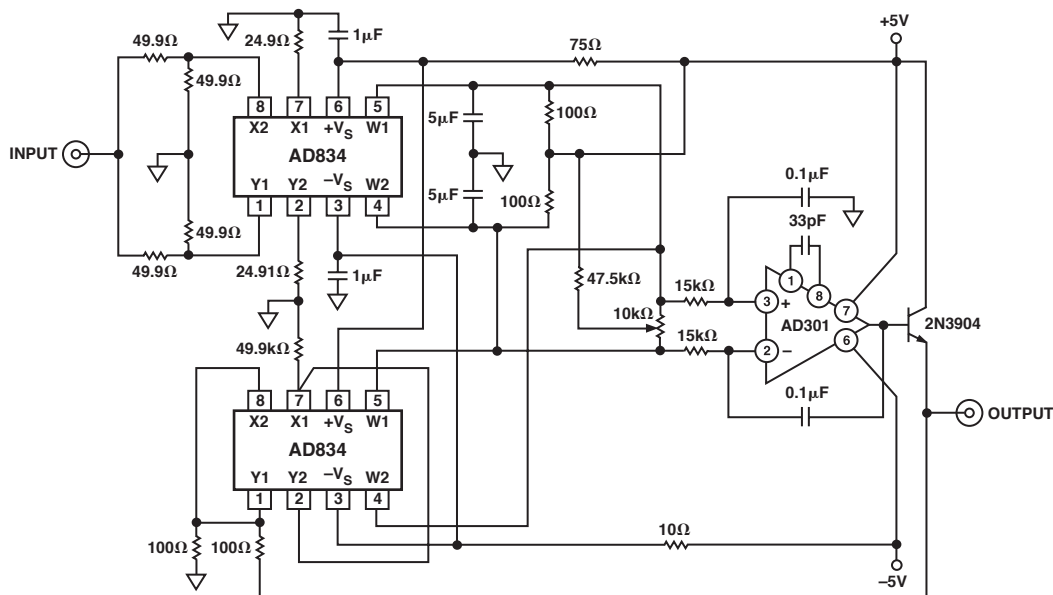 +5V
1µF
24.9Ω
49.9Ω
75Ω
49.9Ω
8 7 6 5
X2 X1 +VS W1
100Ω
5µF
INPUT
AD834
0.1µF
Y1 Y2 –VS W2
5µF
100Ω
1 2 3 4
33pF
49.9Ω
49.9Ω
24.91Ω
1µF
47.5kΩ
15kΩ
1
8
3 +
7
10kΩ
AD301
2N3904
15kΩ
2 –
6
49.9kΩ
0.1µF
8 7 6 5
X2 X1 +VS W1
OUTPUT
AD834
Y1 Y2 –VS W2
1 2 3 4
10Ω
100Ω 100Ω
–5V